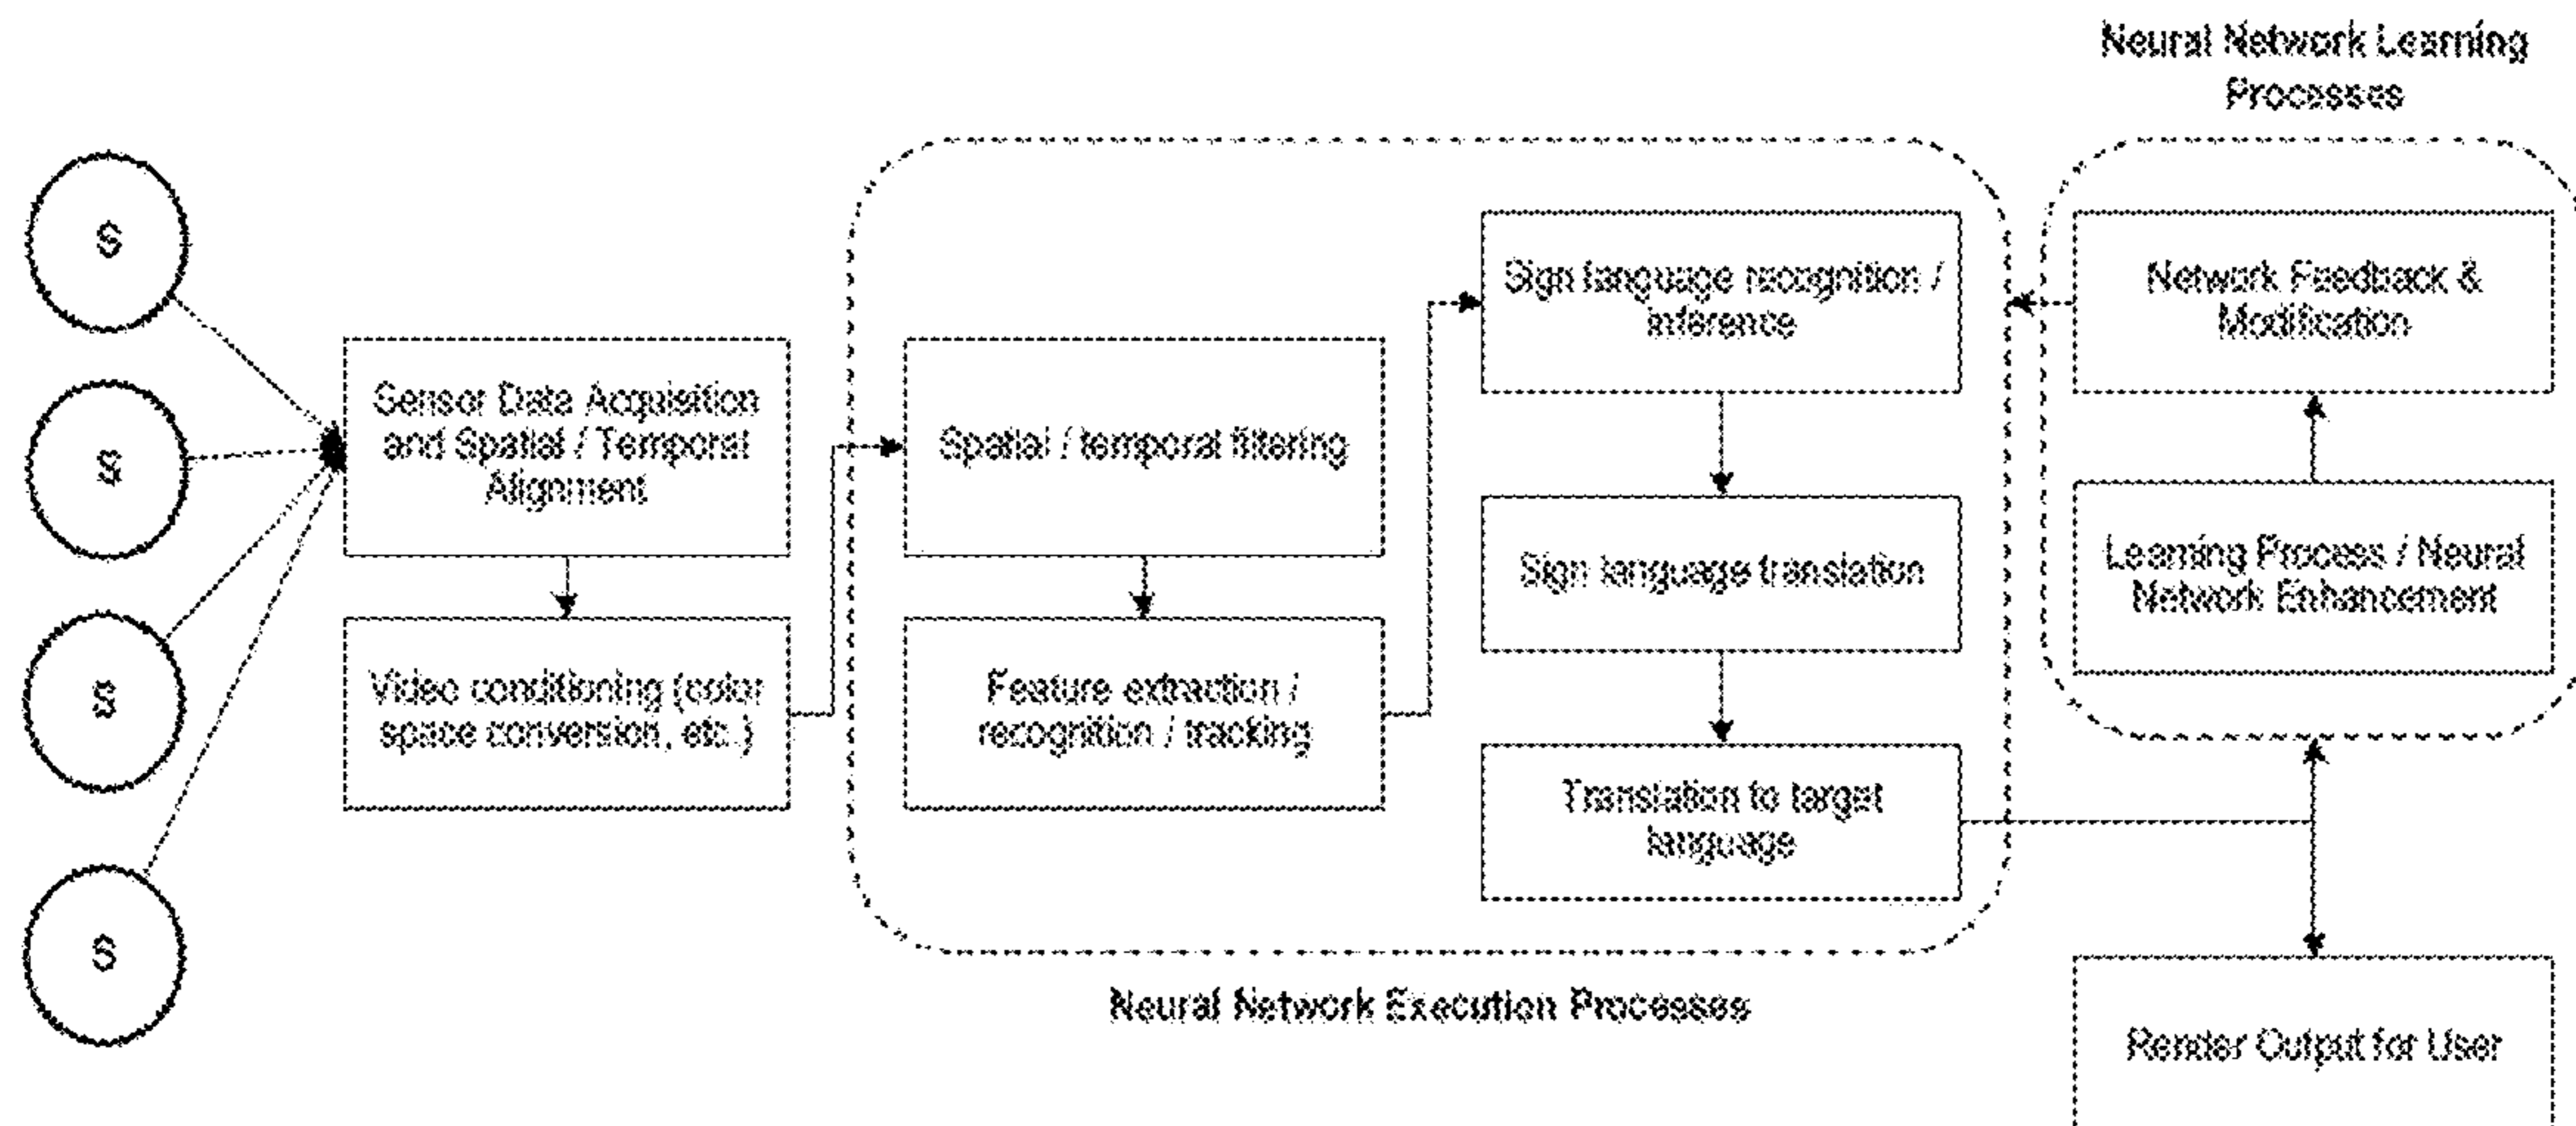 Neural Network Learning
Processes
S
S
S
S
Sensor Data Acquisition
and Spatial / Temporal
Alignment
Video conditioning (color
space conversion, etc.)
Spatial / temporal filtering
Feature extraction /
recognition / tracking
Sign language recognition /
inference
Sign language translation
Translation to target
language
Neural Network Execution Processes
Network Feedback &
Modification
Learning Process / Neural
Network Enhancement
Render Output for User